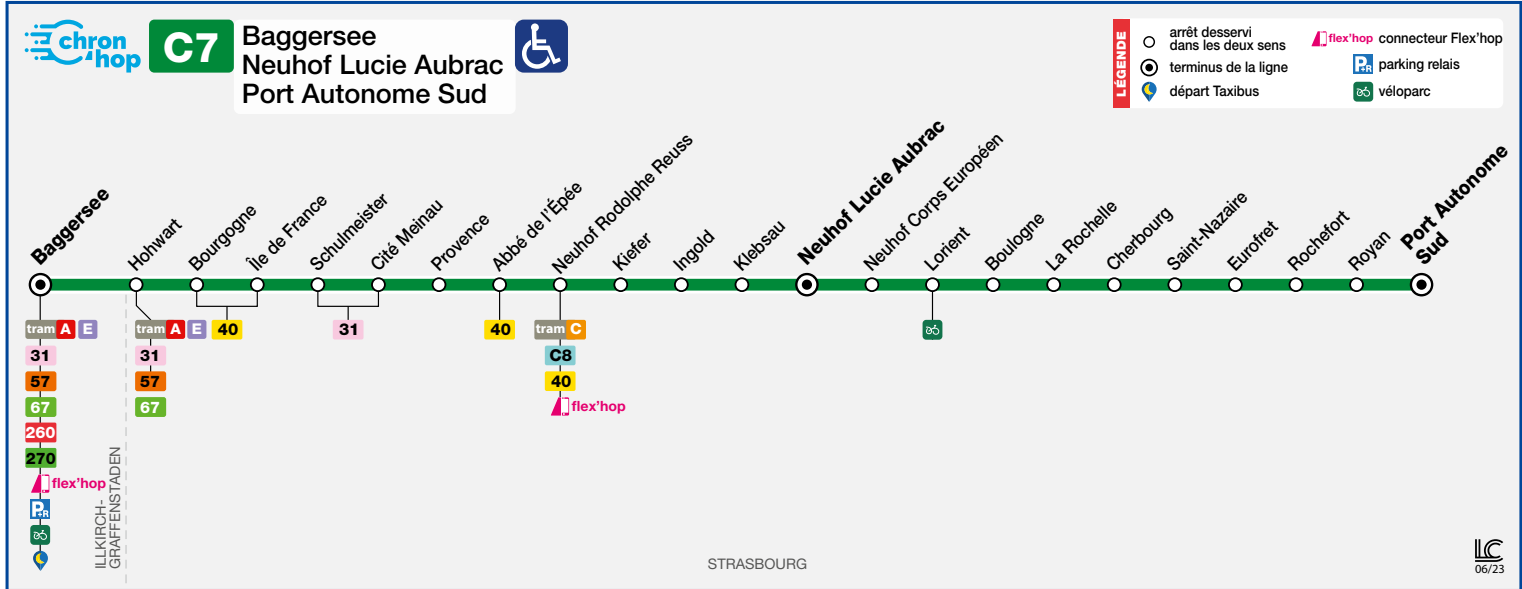 chron
hop
C7
Baggersee
Neuhof Lucie Aubrac
Port Autonome Sud
LÉGENDE
arrêt desservi
dans les deux sens
terminus de la ligne
départ Taxibus
flex'hop connecteur Flex'hop
P+R parking relais
véloparc
Baggersee
Hohwart
Bourgogne
Île de France
Schulmeister
Cité Meinau
Provence
Abbé de l'Épée
Neuhof Rodolphe Reuss
Kiefer
Ingold
Klebsau
Neuhof Lucie Aubrac
Neuhof Corps Européen
Lorient
Boulogne
La Rochelle
Cherbourg
Saint-Nazaire
Eurofret
Rochefort
Royan
Port Autonome
Sud
tram A E
31
57
67
260
270
flex'hop
P+R
tram A E
31
57
67
40
31
40
tram C
C8
40
flex'hop
ILLKIRCH-
GRAFFENSTADEN
STRASBOURG
LC
06/23